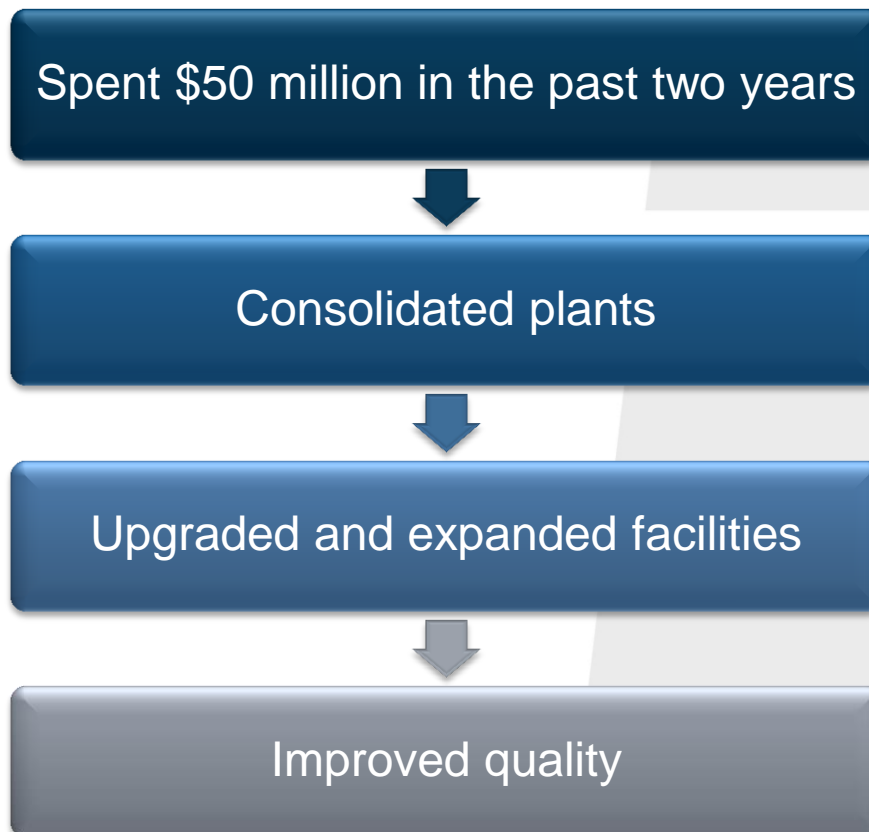 Spent $50 million in the past two years
Consolidated plants
Upgraded and expanded facilities
Improved quality